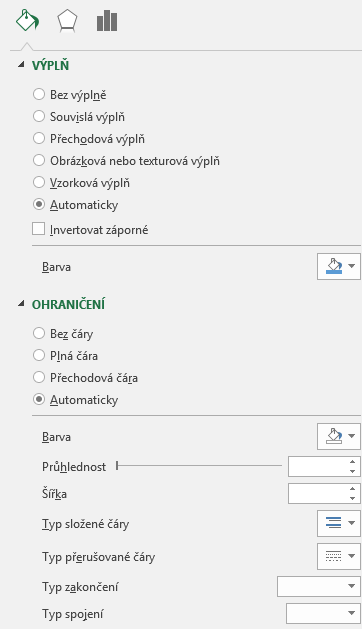 VÝPLŇ
Bez výplně
Souvislá výplň
Přechodová výplň
Obrázková nebo texturová výplň
Vzorková výplň
Automaticky
Invertovat záporné
Barva
OHRANIČENÍ
Bez čáry
Plná čára
Přechodová čára
Automaticky
Barva
Průhlednost
Šířka
Typ složené čáry
Typ přerušované čáry
Typ zakončení
Typ spojení